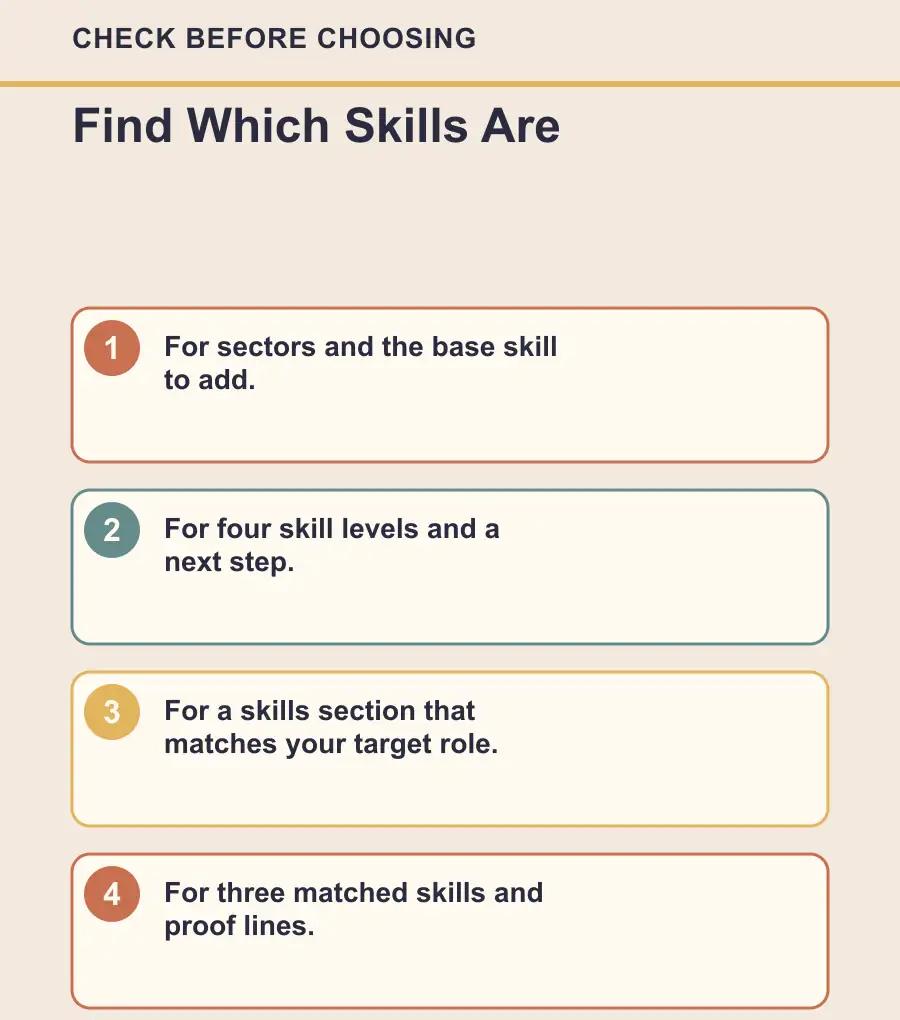 CHECK BEFORE CHOOSING
Find Which Skills Are
1
For sectors and the base skill
to add.
2
For four skill levels and a
next step.
3
For a skills section that
matches your target role.
4
For three matched skills and
proof lines.